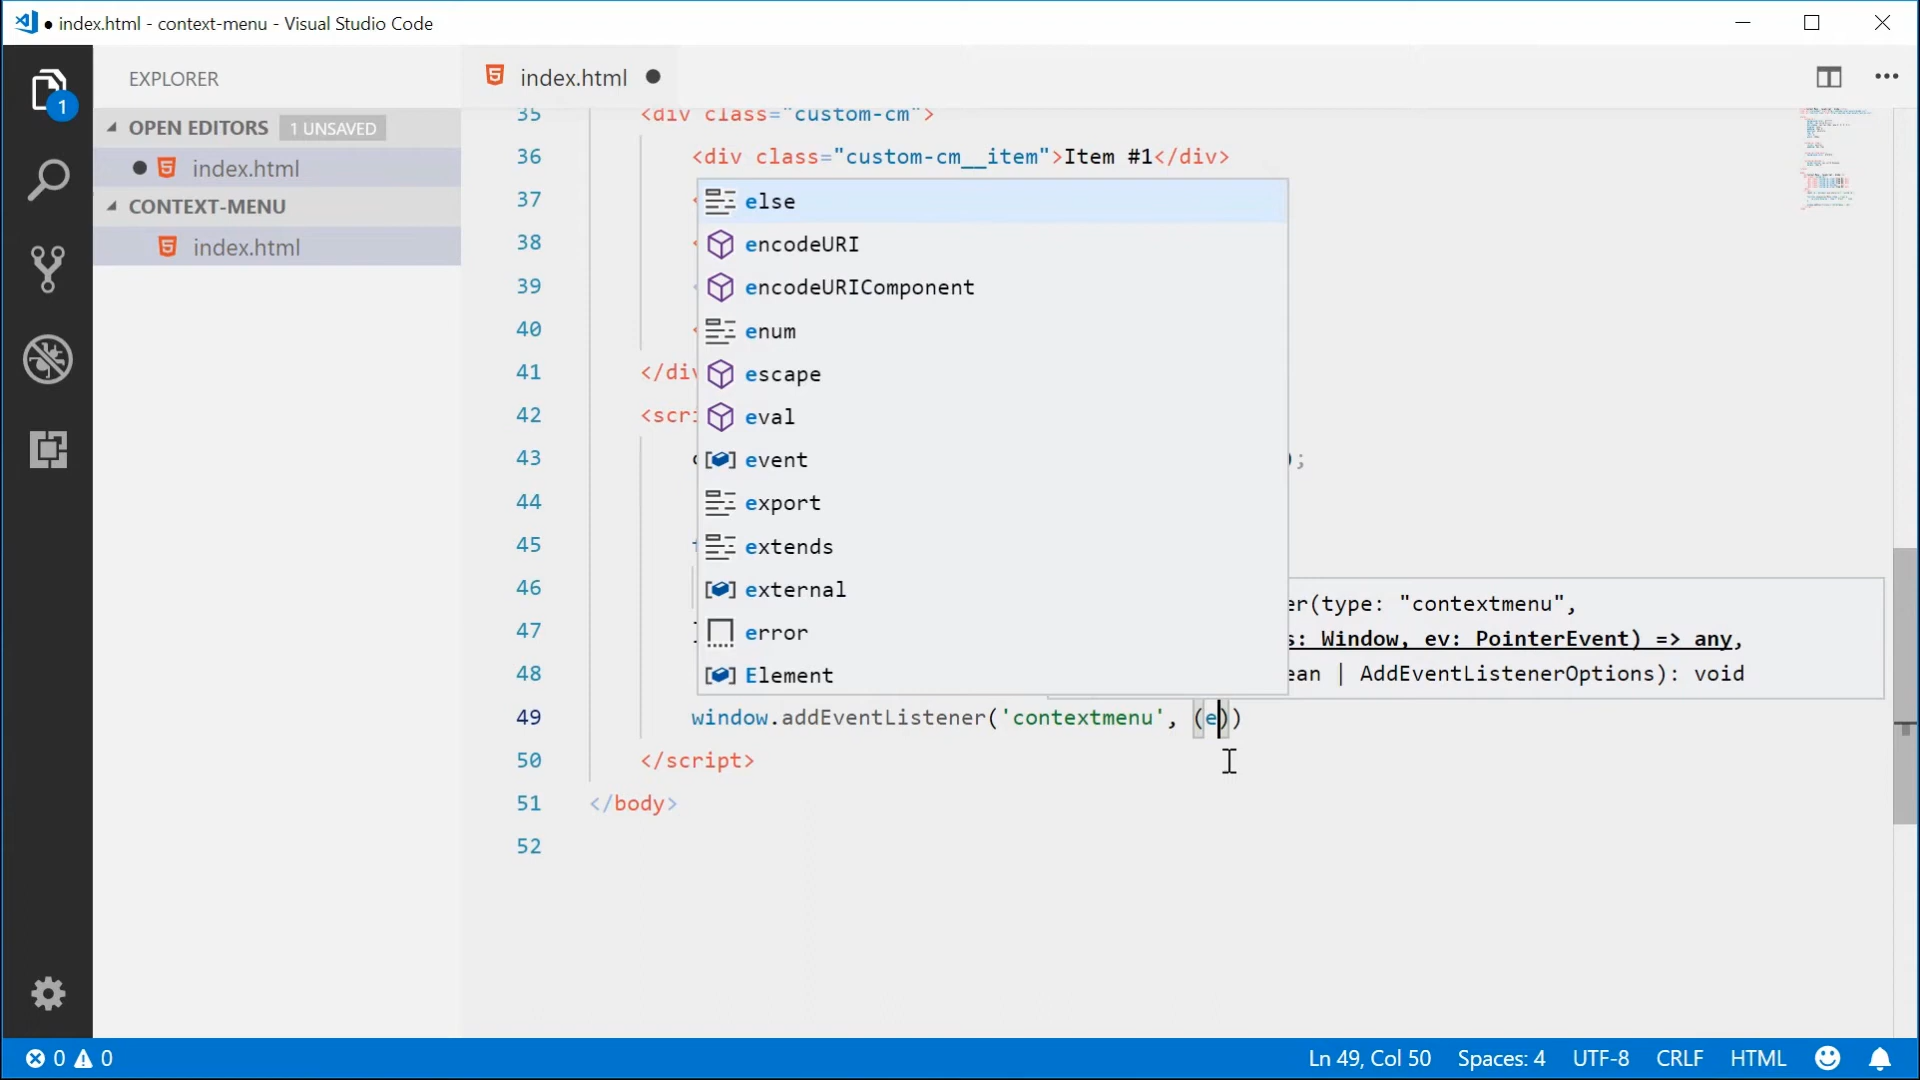 index.html - context-menu - Visual Studio Code
EXPLORER
1
OPEN EDITORS 1 UNSAVED
index.html
CONTEXT-MENU
index.html
index.html
35 <div class="custom-cm">
36 <div class="custom-cm__item">Item #1</div>
37 <
38 <
39 <
40 <
41 </div
42 <scri
43 );
44
45
46
47
48
else
encodeURI
encodeURIComponent
enum
escape
eval
event
export
extends
external
error
Element
er(type: "contextmenu",
s: Window, ev: PointerEvent) => any,
ean | AddEventListenerOptions): void
49 window.addEventListener('contextmenu', (e))
50 </script>
51 </body>
52
0 0
Ln 49, Col 50 Spaces: 4 UTF-8 CRLF HTML